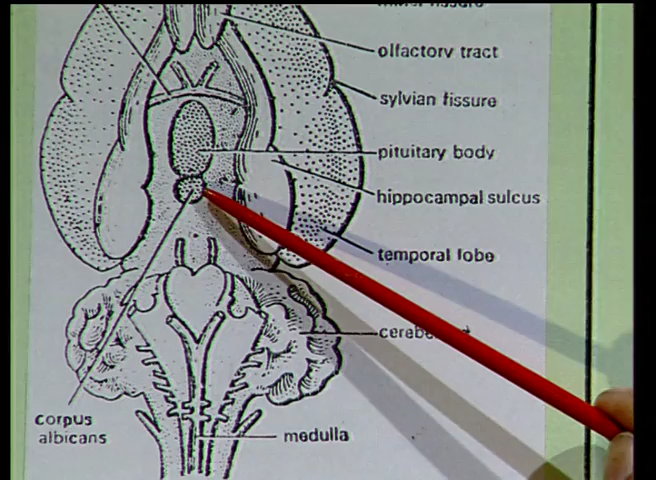 olfactory tract
sylvian fissure
pituitary body
hippocampal sulcus
temporal lobe
corpus
albicans
medulla